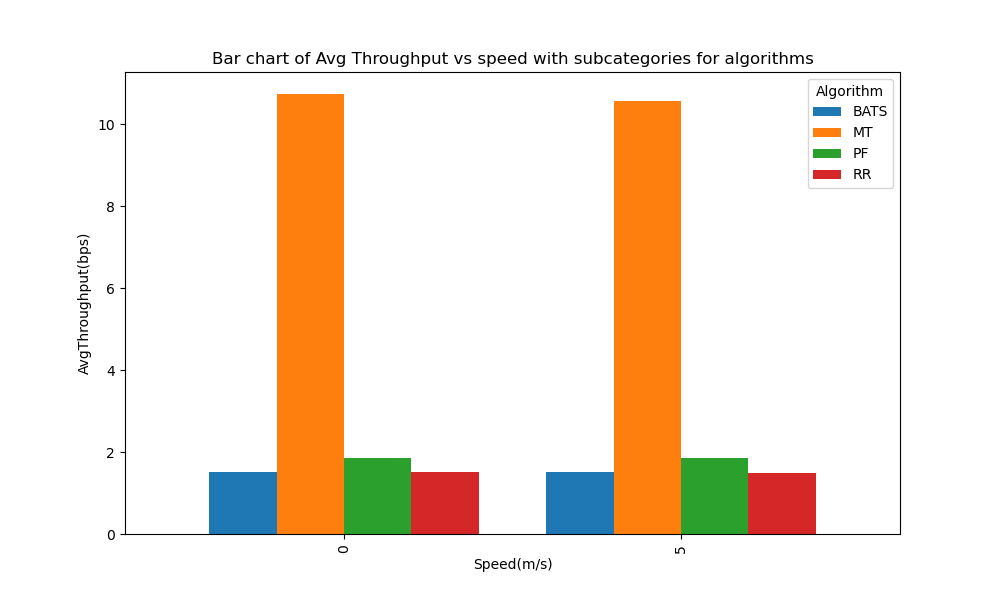 Bar chart of Avg Throughput vs speed with subcategories for algorithms
Algorithm
BATS
MT
PF
RR
AvgThroughput(bps)
10
8
6
4
2
0
0
5
Speed(m/s)